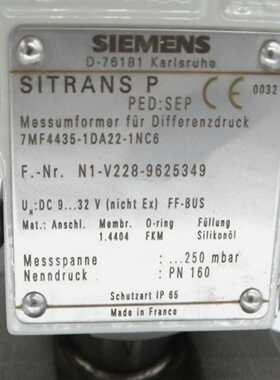 SIEMENS
D-76181 Karlsruhe
SITRANS P CE 0032
PED:SEP
Messumformer für Differenzdruck
7MF4435-1DA22-1NC6
F.-Nr. N1-V228-9625349
UH:DC 9...32 V (nicht Ex) FF-BUS
Mat.: Anschl. Membr. O-ring Füllung
1.4404 FKM Silikonöl
Messspanne ...250 mbar
Nenndruck: PN 160
Schutzart IP 65
Made in France